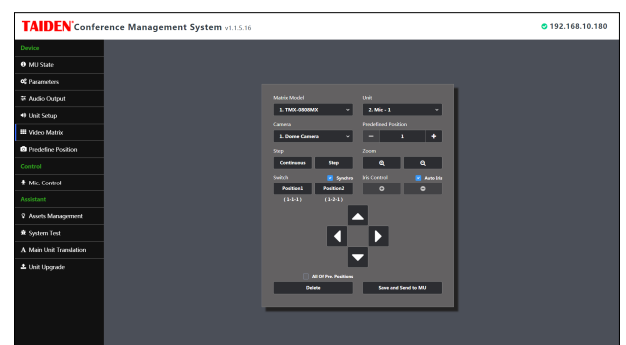 TAIDEN® Conference Management System v1.1.5.16
192.168.10.180
Device
MU State
Parameters
Audio Output
Unit Setup
Video Matrix
Predefine Position
Control
Mic. Control
Assistant
Assets Management
System Test
Main Unit Translation
Unit Upgrade
Matrix Model
Unit
1. TMX-0808MX
2. Mic - 1
Camera
Predefined Position
1. Dome Camera
1
Step
Zoom
Continuous
Step
Switch
Synchro
Iris Control
Auto Iris
Position1
Position2
( 1-1-1 )
( 1-2-1 )
All Of Pre. Positions
Delete
Save and Send to MU